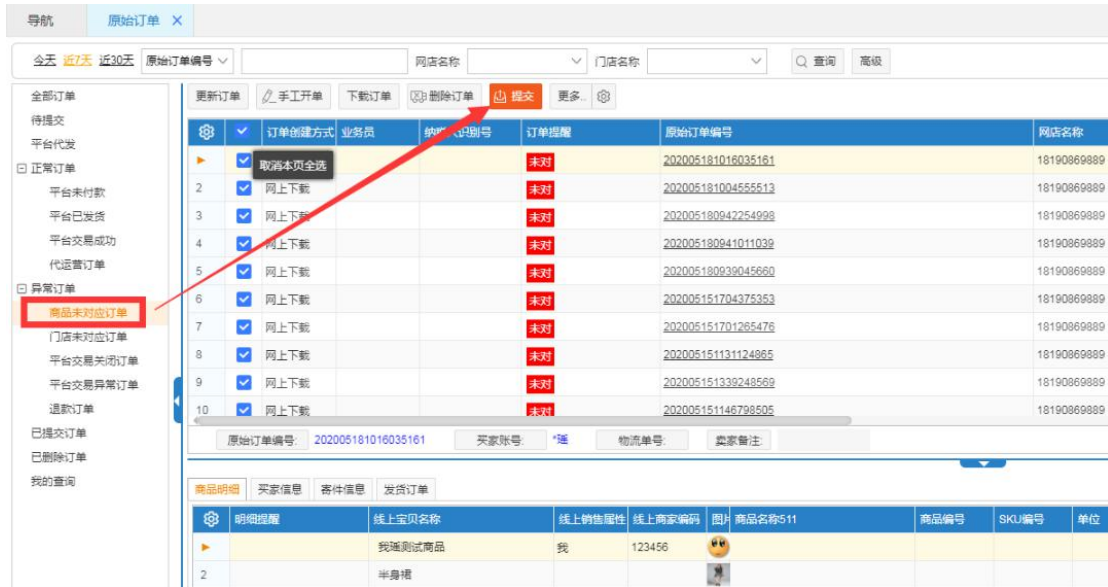 导航 原始订单 ×
今天 近7天 近30天 原始订单编号 网店名称 门店名称 查询 高级
全部订单
待提交
平台代发
正常订单
平台未付款
平台已发货
平台交易成功
代运营订单
异常订单
商品未对应订单
门店未对应订单
平台交易关闭订单
平台交易异常订单
退款订单
已提交订单
已删除订单
我的查询
更新订单 手工开单 下载订单 删除订单 提交 更多..
订单创建方式 业务员 订单提醒 原始订单编号 网店名称
取消本页全选 未对 202005181016035161 18190869889
2 网上下载 未对 202005181004555513 18190869889
3 网上下载 未对 202005180942254998 18190869889
4 网上下载 未对 202005180941011039 18190869889
5 网上下载 未对 202005180939045660 18190869889
6 网上下载 未对 202005151704375353 18190869889
7 网上下载 未对 202005151701265476 18190869889
8 网上下载 未对 202005151131124865 18190869889
9 网上下载 未对 202005151339248569 18190869889
10 网上下载 未对 202005151146798505 18190869889
原始订单编号: 202005181016035161 买家账号: *瑶 物流单号: 卖家备注:
商品明细 买家信息 寄件信息 发货订单
明细提醒 线上宝贝名称 线上销售属性 线上商家编码 图片 商品名称511 商品编号 SKU编号 单位
我瑶测试商品 我 123456
2 半身裙